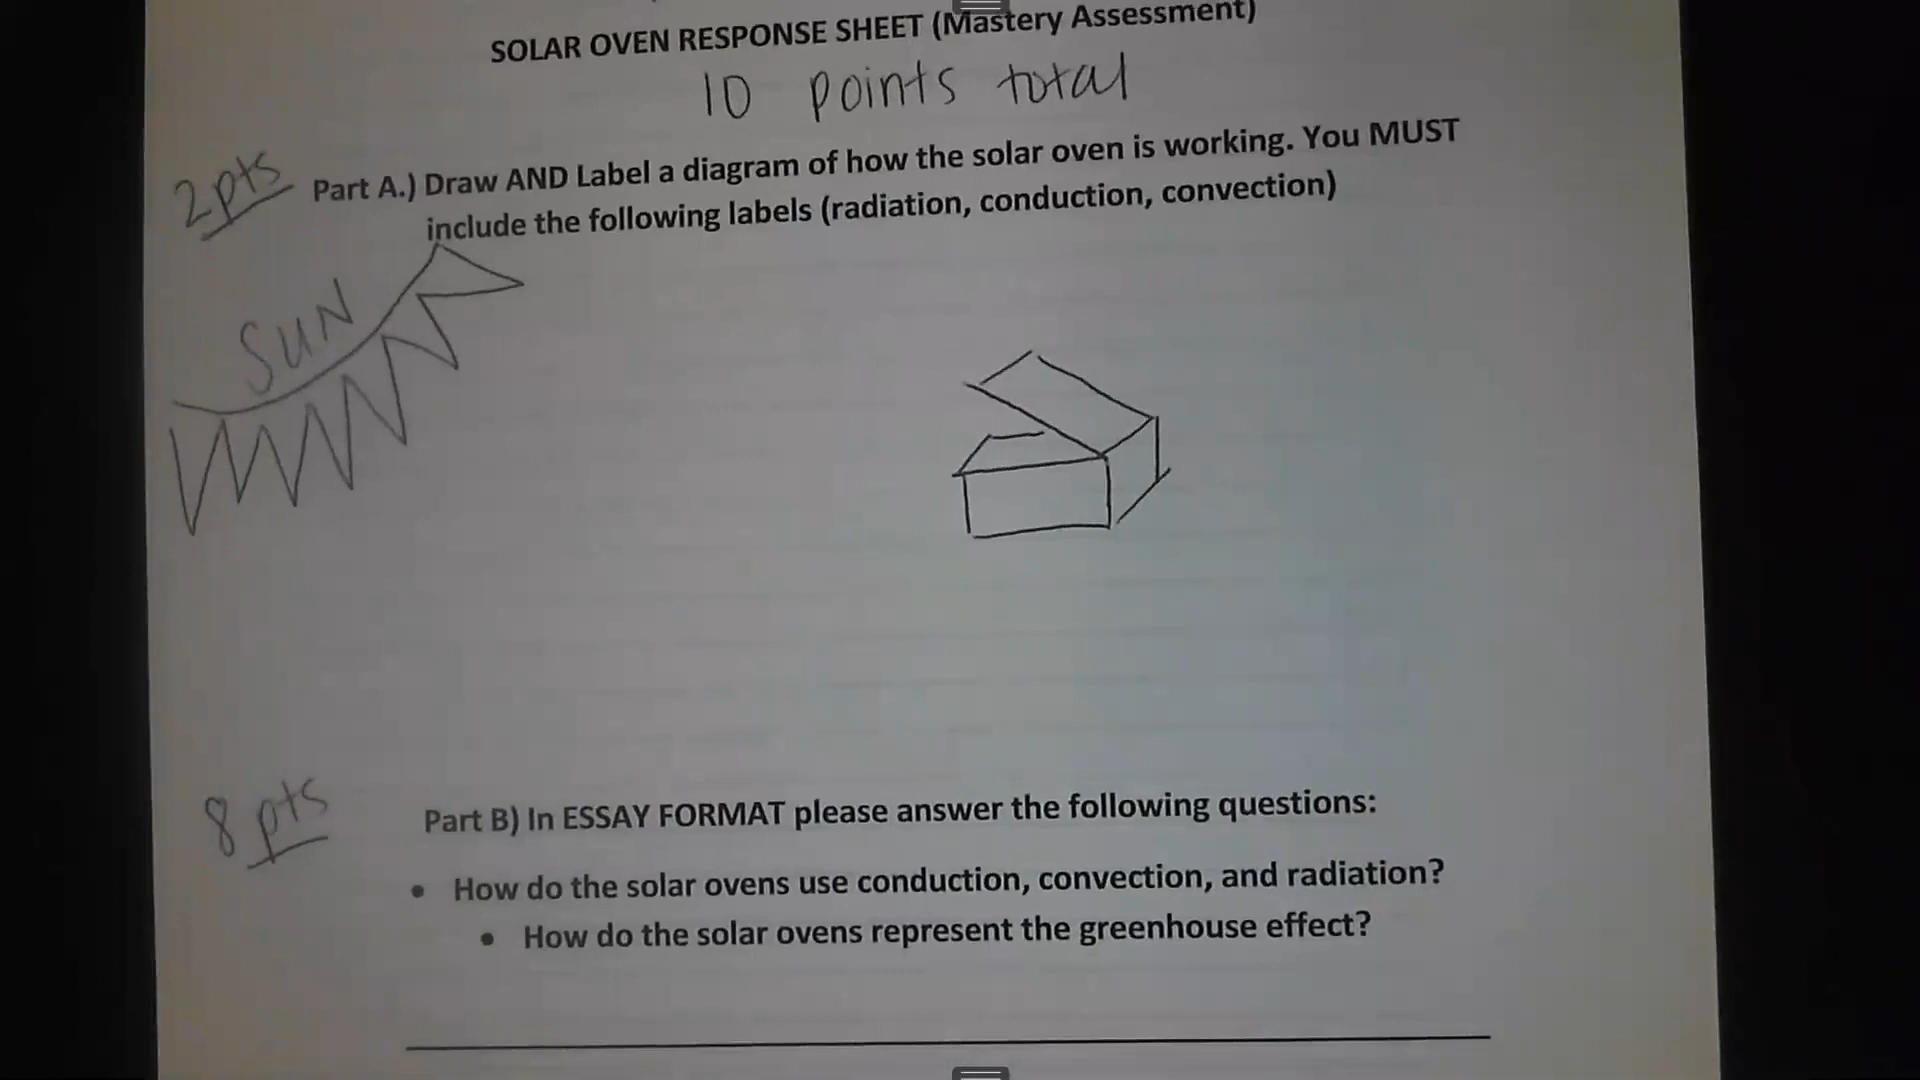 SOLAR OVEN RESPONSE SHEET (Mastery Assessment)
10 points total
2pts
Part A.) Draw AND Label a diagram of how the solar oven is working. You MUST
include the following labels (radiation, conduction, convection)
SUN
8 pts
Part B) In ESSAY FORMAT please answer the following questions:
• How do the solar ovens use conduction, convection, and radiation?
• How do the solar ovens represent the greenhouse effect?